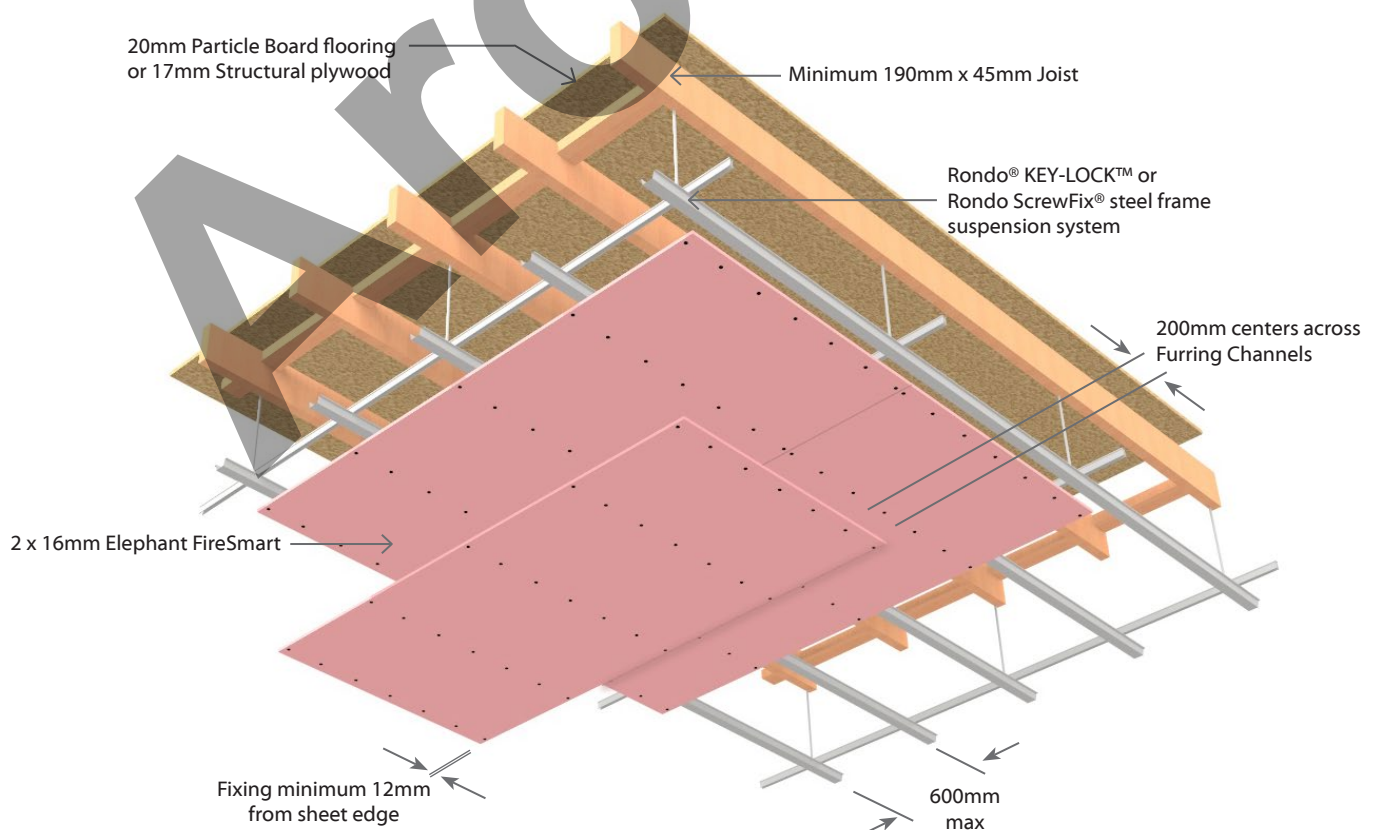 20mm Particle Board flooring
or 17mm Structural plywood
Minimum 190mm x 45mm Joist
Rondo® KEY-LOCK™ or
Rondo ScrewFix® steel frame
suspension system
200mm centers across
Furring Channels
2 x 16mm Elephant FireSmart
Fixing minimum 12mm
from sheet edge
600mm
max
Aro